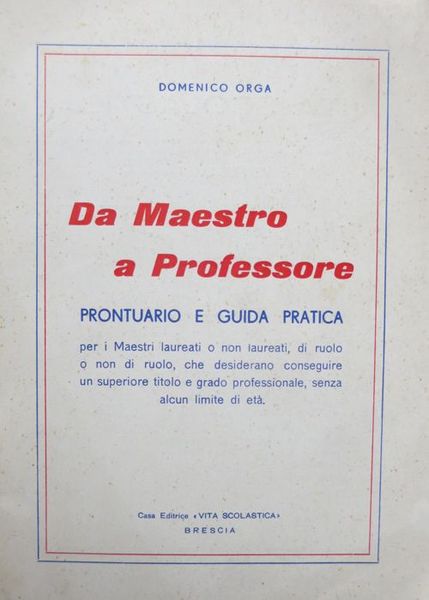 DOMENICO ORGA
Da Maestro
a Professore
PRONTUARIO E GUIDA PRATICA
per i Maestri laureati o non laureati, di ruolo
o non di ruolo, che desiderano conseguire
un superiore titolo e grado professionale, senza
alcun limite di età.
Casa Editrice «VITA SCOLASTICA»
BRESCIA